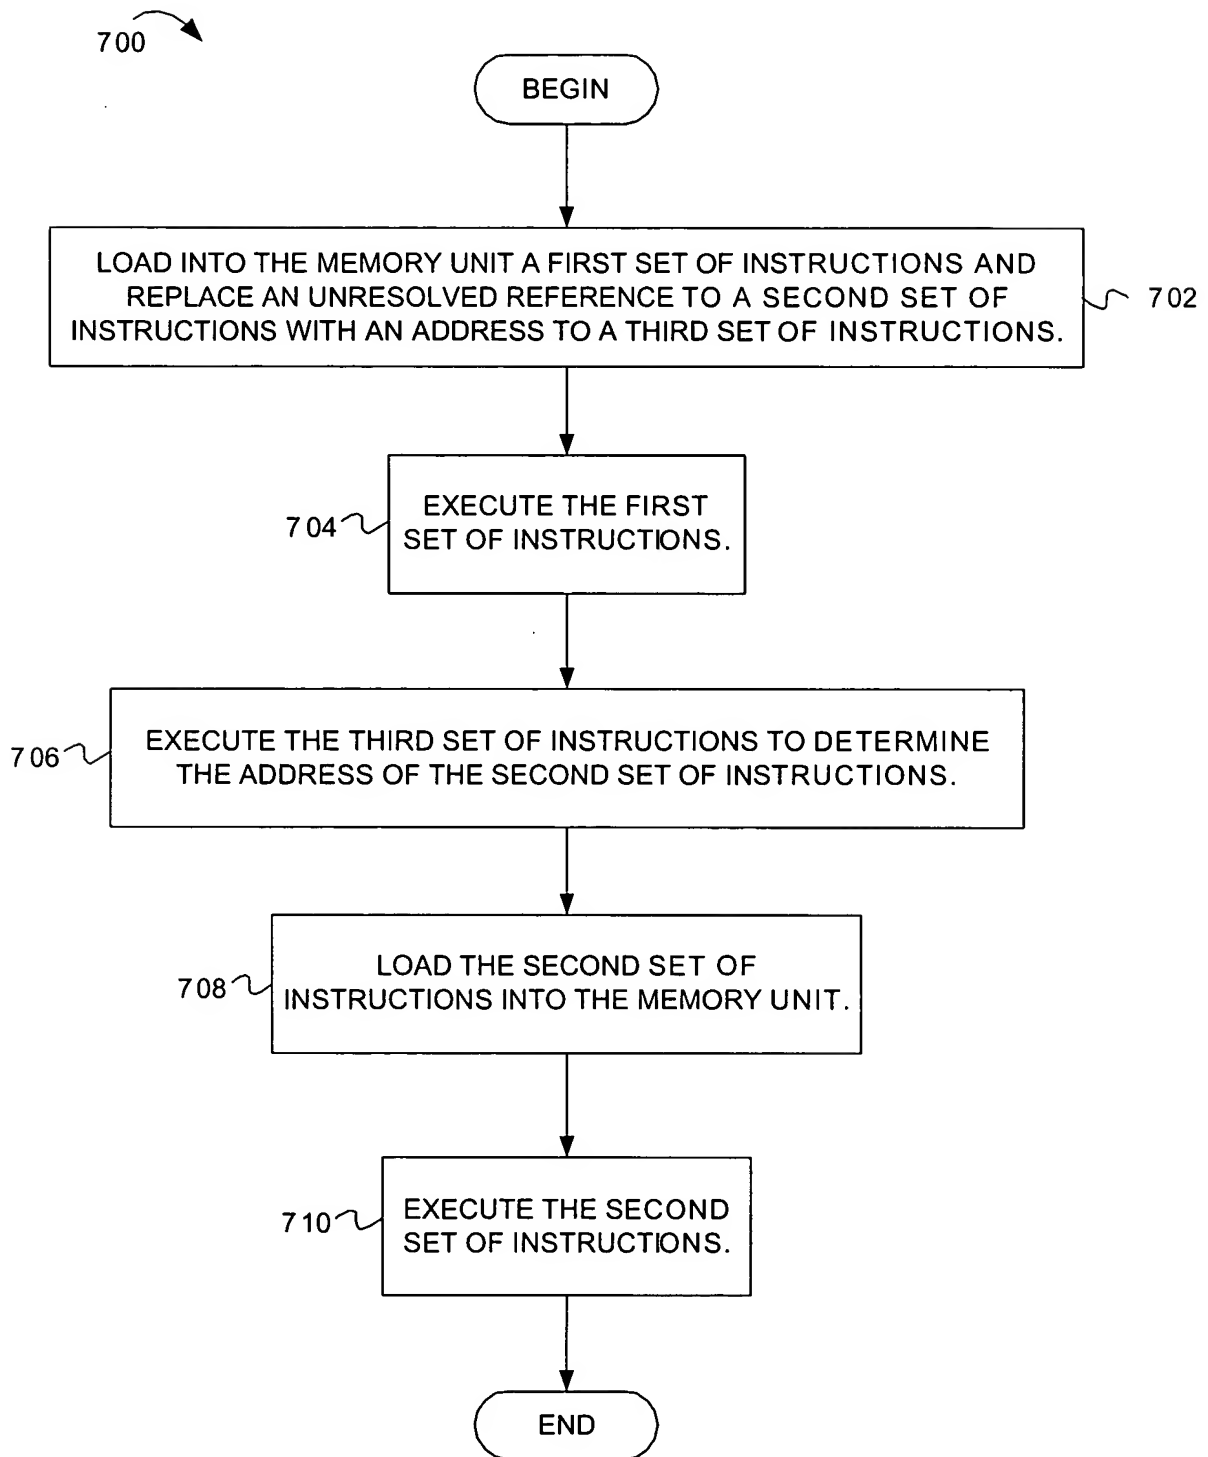 700
BEGIN
LOAD INTO THE MEMORY UNIT A FIRST SET OF INSTRUCTIONS AND
REPLACE AN UNRESOLVED REFERENCE TO A SECOND SET OF
INSTRUCTIONS WITH AN ADDRESS TO A THIRD SET OF INSTRUCTIONS.
702
EXECUTE THE FIRST
SET OF INSTRUCTIONS.
704
EXECUTE THE THIRD SET OF INSTRUCTIONS TO DETERMINE
THE ADDRESS OF THE SECOND SET OF INSTRUCTIONS.
706
LOAD THE SECOND SET OF
INSTRUCTIONS INTO THE MEMORY UNIT.
708
EXECUTE THE SECOND
SET OF INSTRUCTIONS.
710
END